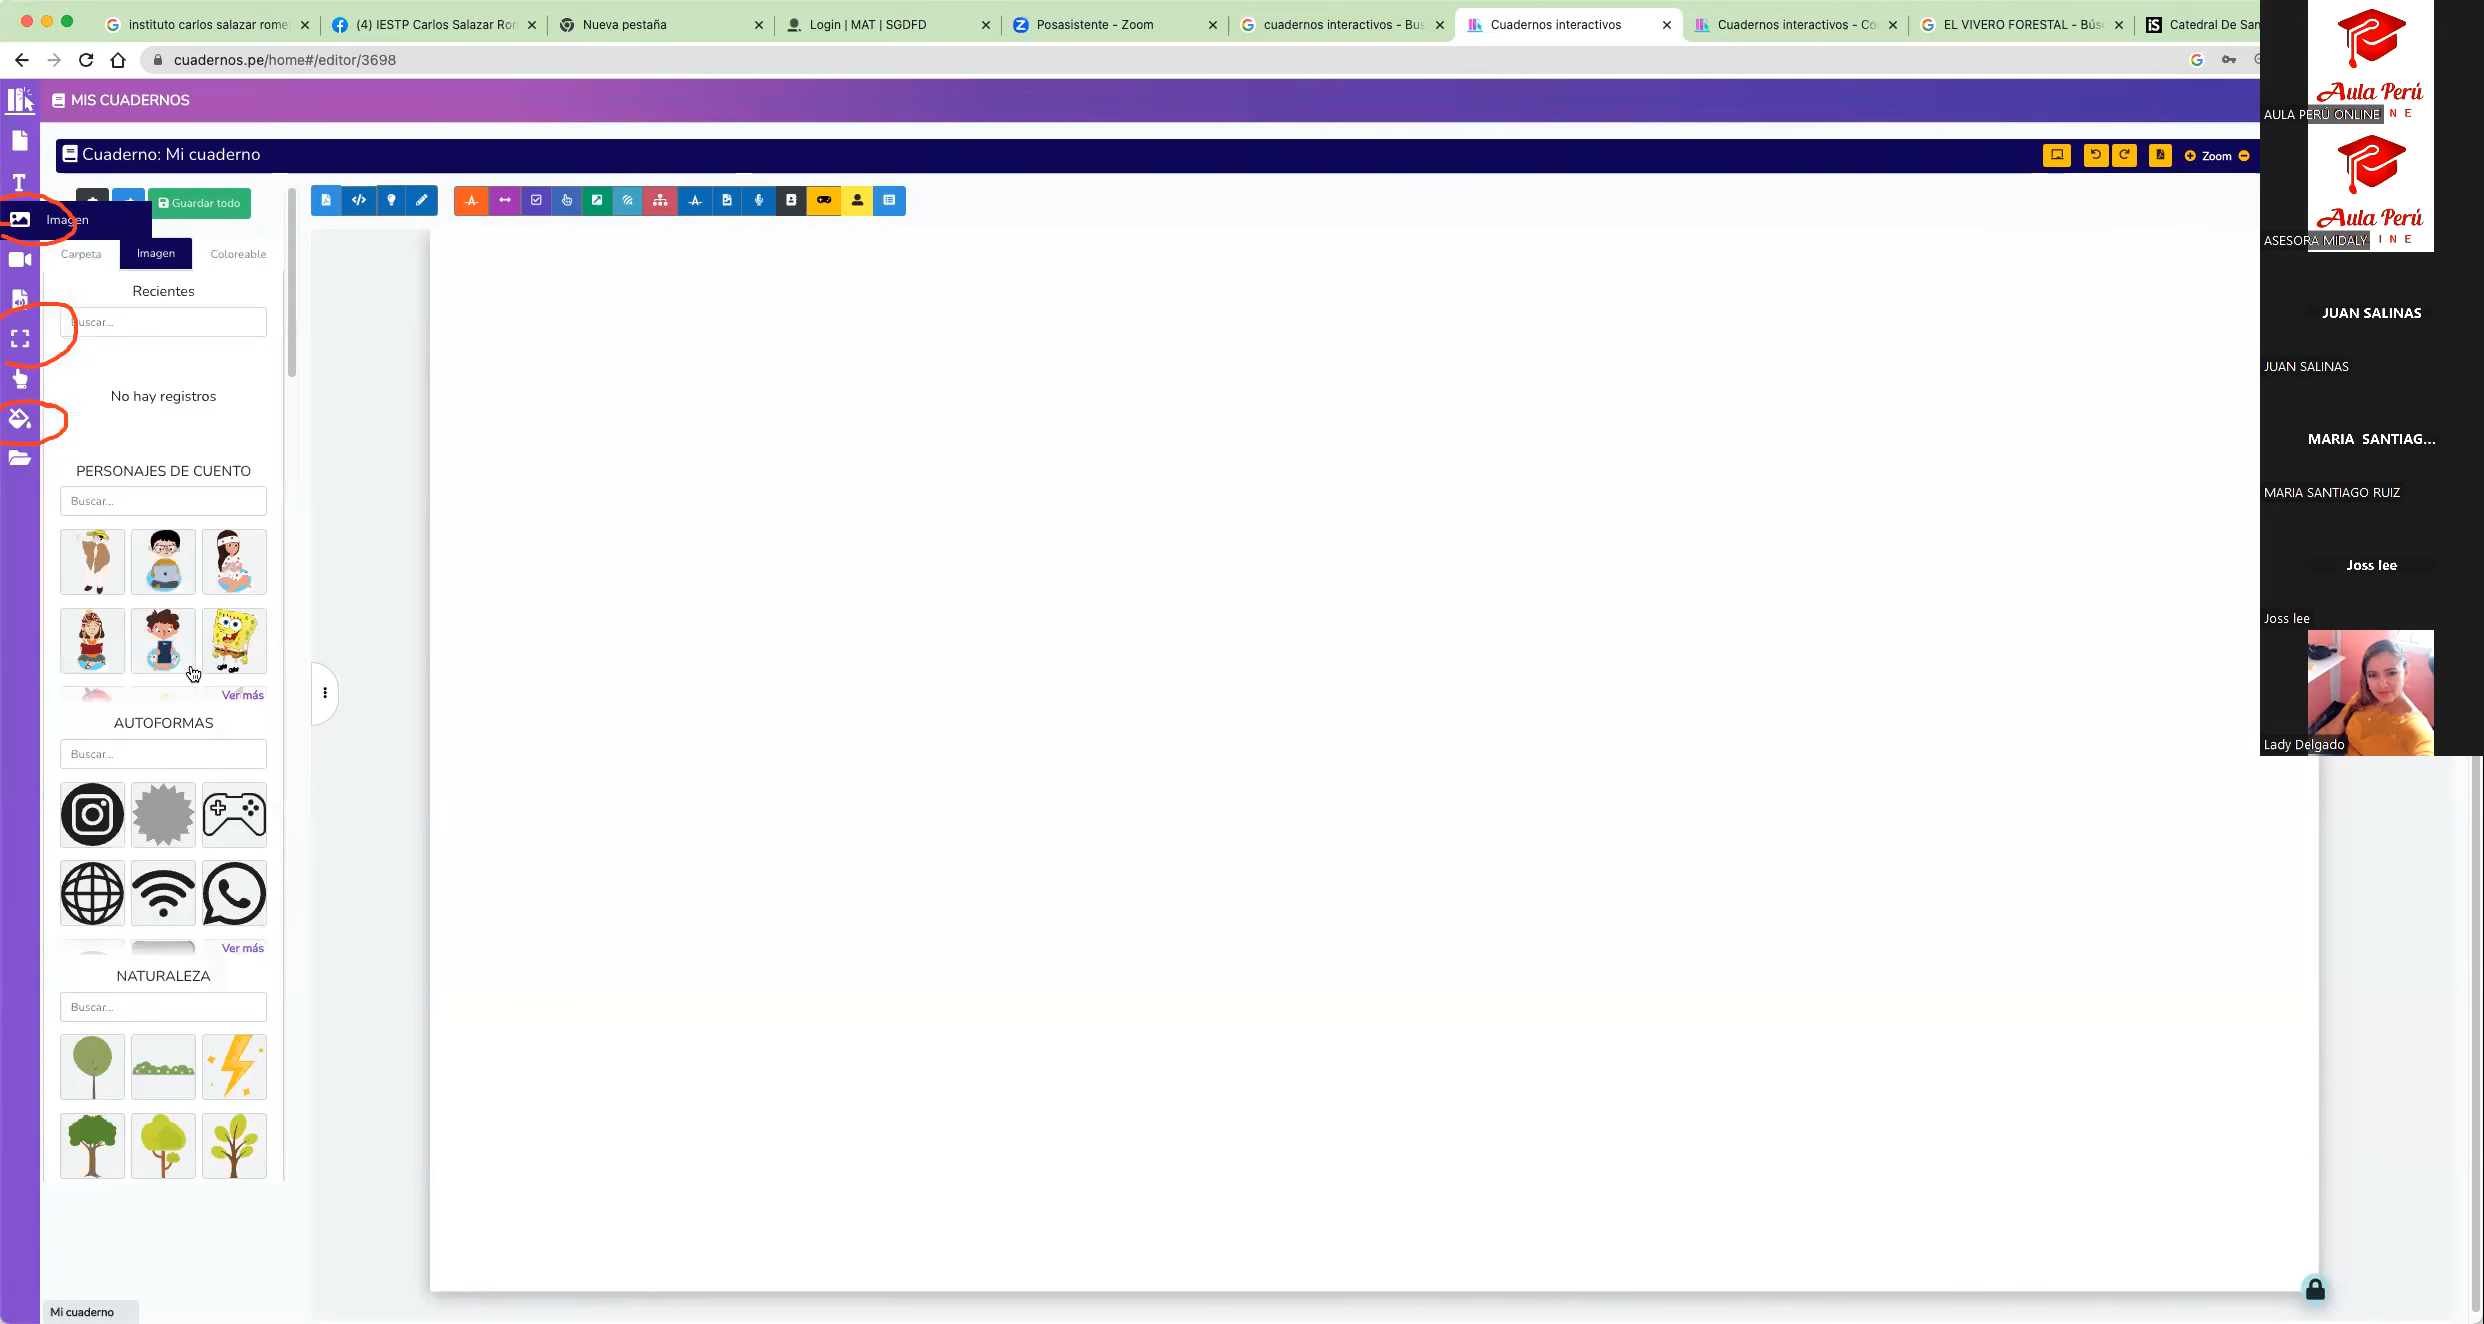 instituto carlos salazar rome
(4) IESTP Carlos Salazar Ror
Nueva pestaña
Login | MAT | SGDFD
Posasistente - Zoom
cuadernos interactivos - Bus
Cuadernos interactivos
Cuadernos interactivos - Co
EL VIVERO FORESTAL - Bús
Catedral De San
cuadernos.pe/home#/editor/3698
MIS CUADERNOS
Cuaderno: Mi cuaderno
Zoom
Guardar todo
Imagen
Carpeta
Imagen
Coloreable
Recientes
Buscar...
No hay registros
PERSONAJES DE CUENTO
Buscar...
Ver más
AUTOFORMAS
Buscar...
Ver más
NATURALEZA
Buscar...
Mi cuaderno
Aula Perú
AULA PERÚ ONLINE
N E
Aula Perú
ASESORA MIDALY
I N E
JUAN SALINAS
JUAN SALINAS
MARIA SANTIAG...
MARIA SANTIAGO RUIZ
Joss lee
Joss lee
Lady Delgado